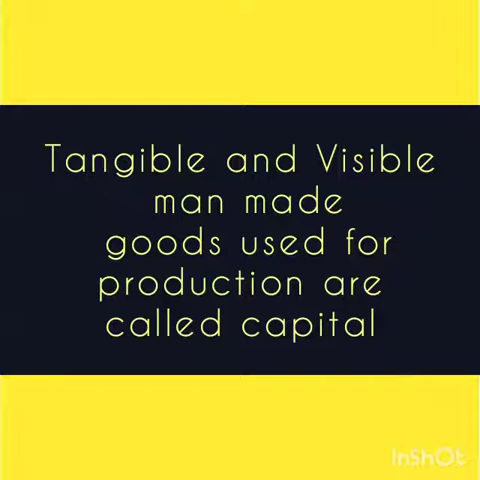 Tangible and Visible
man made
goods used for
production are
called capital
InShOt